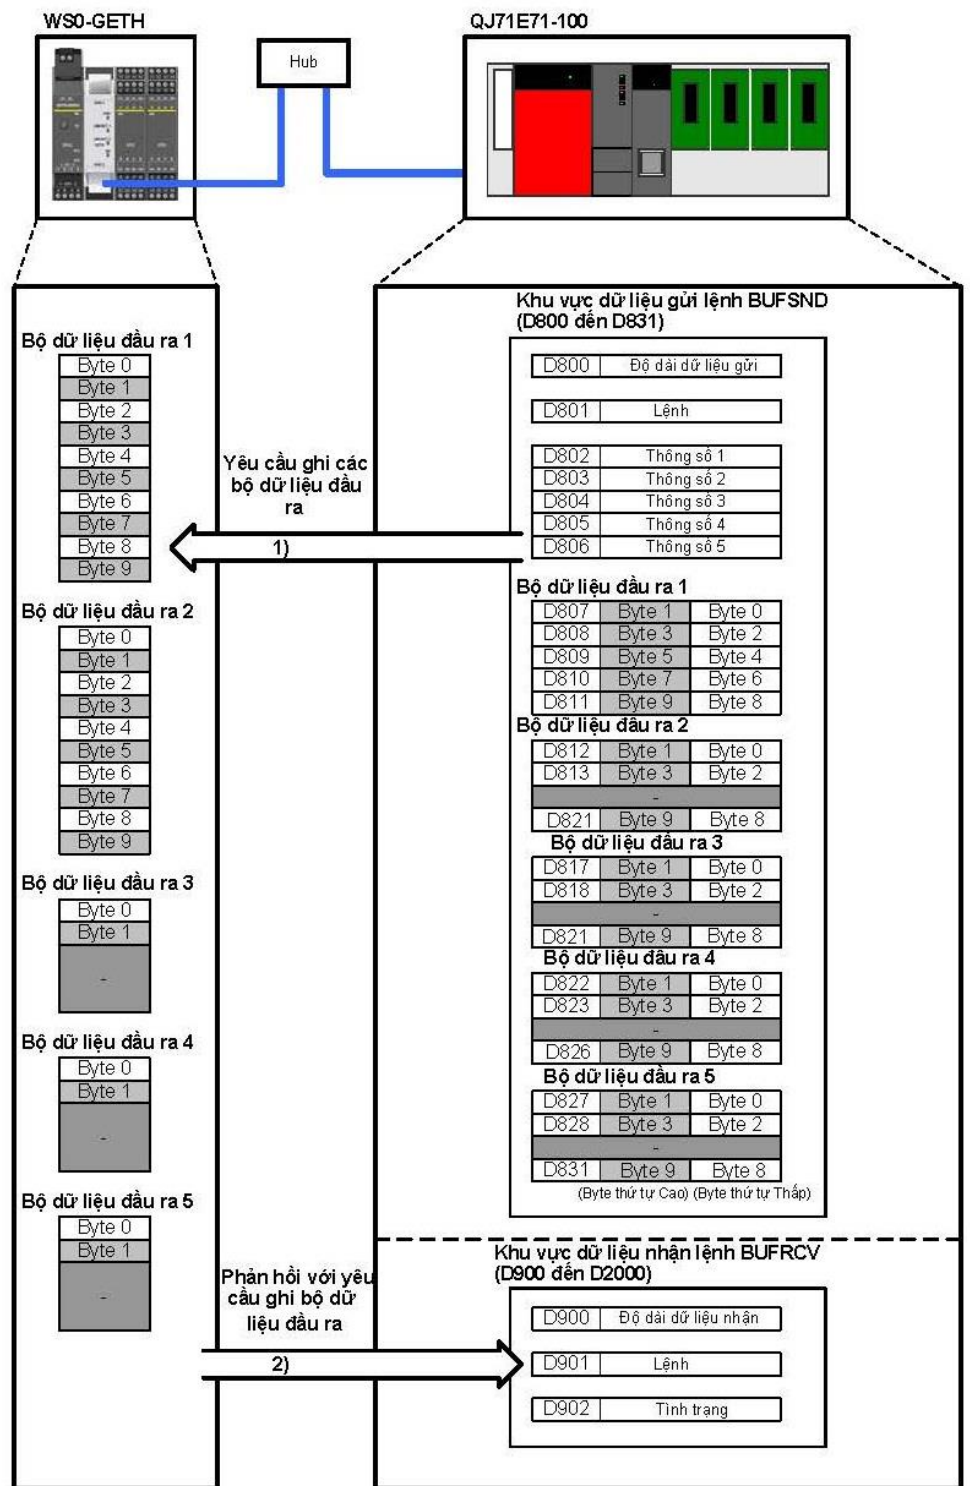 WS0-GETH
QJ71E71-100
Hub
Bộ dữ liệu đầu ra 1
Byte 0
Byte 1
Byte 2
Byte 3
Byte 4
Byte 5
Byte 6
Byte 7
Byte 8
Byte 9
Bộ dữ liệu đầu ra 2
Byte 0
Byte 1
Byte 2
Byte 3
Byte 4
Byte 5
Byte 6
Byte 7
Byte 8
Byte 9
Bộ dữ liệu đầu ra 3
Byte 0
Byte 1
-
Bộ dữ liệu đầu ra 4
Byte 0
Byte 1
-
Bộ dữ liệu đầu ra 5
Byte 0
Byte 1
-
Yêu cầu ghi các
bộ dữ liệu đầu
ra
1)
Phản hồi với yêu
cầu ghi bộ dữ
liệu đầu ra
2)
Khu vực dữ liệu gửi lệnh BUFSND
(D800 đến D831)
D800 Độ dài dữ liệu gửi
D801 Lệnh
D802 Thông số 1
D803 Thông số 2
D804 Thông số 3
D805 Thông số 4
D806 Thông số 5
Bộ dữ liệu đầu ra 1
D807 Byte 1 Byte 0
D808 Byte 3 Byte 2
D809 Byte 5 Byte 4
D810 Byte 7 Byte 6
D811 Byte 9 Byte 8
Bộ dữ liệu đầu ra 2
D812 Byte 1 Byte 0
D813 Byte 3 Byte 2
-
D821 Byte 9 Byte 8
Bộ dữ liệu đầu ra 3
D817 Byte 1 Byte 0
D818 Byte 3 Byte 2
-
D821 Byte 9 Byte 8
Bộ dữ liệu đầu ra 4
D822 Byte 1 Byte 0
D823 Byte 3 Byte 2
-
D826 Byte 9 Byte 8
Bộ dữ liệu đầu ra 5
D827 Byte 1 Byte 0
D828 Byte 3 Byte 2
-
D831 Byte 9 Byte 8
(Byte thứ tự Cao) (Byte thứ tự Thấp)
Khu vực dữ liệu nhận lệnh BUFRCV
(D900 đến D2000)
D900 Độ dài dữ liệu nhận
D901 Lệnh
D902 Tình trạng